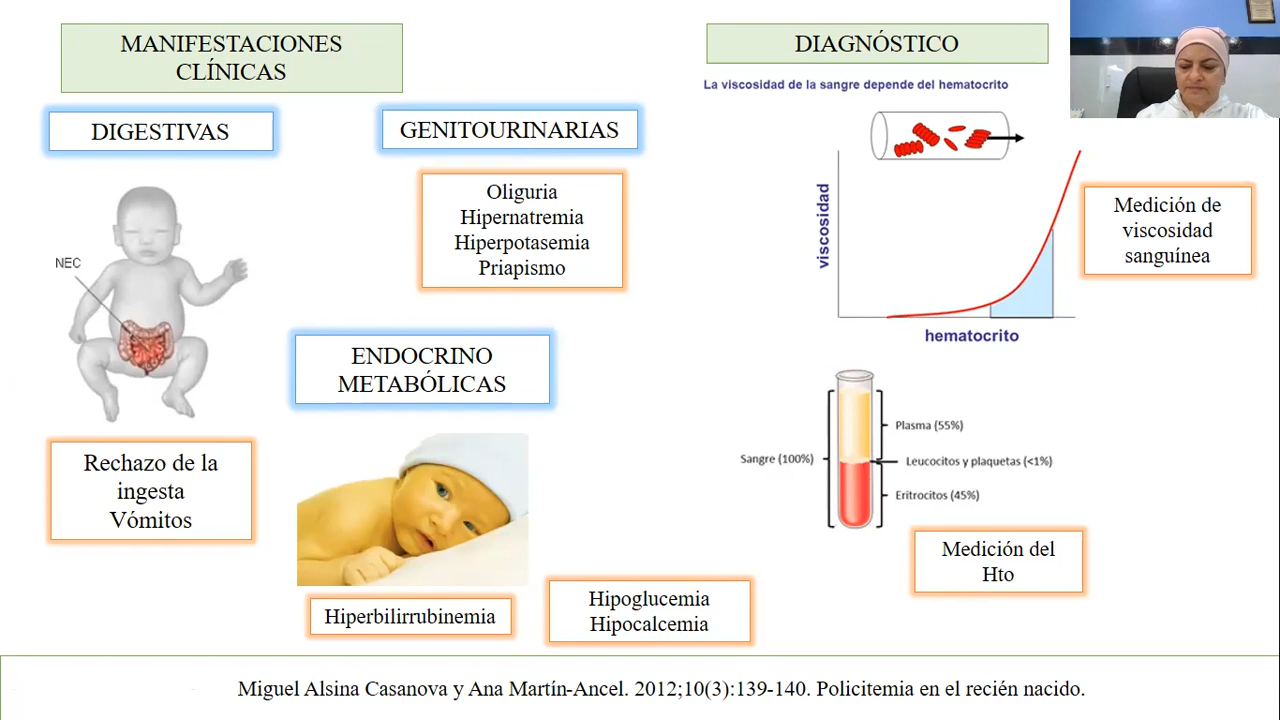 MANIFESTACIONES
CLÍNICAS
DIGESTIVAS
NEC
Rechazo de la
ingesta
Vómitos
GENITOURINARIAS
Oliguria
Hipernatremia
Hiperpotasemia
Priapismo
ENDOCRINO
METABÓLICAS
Hiperbilirrubinemia
Hipoglucemia
Hipocalcemia
DIAGNÓSTICO
La viscosidad de la sangre depende del hematocrito
viscosidad
hematocrito
Medición de
viscosidad
sanguínea
Sangre (100%)
Plasma (55%)
Leucocitos y plaquetas (<1%)
Eritrocitos (45%)
Medición del
Hto
Miguel Alsina Casanova y Ana Martín-Ancel. 2012;10(3):139-140. Policitemia en el recién nacido.